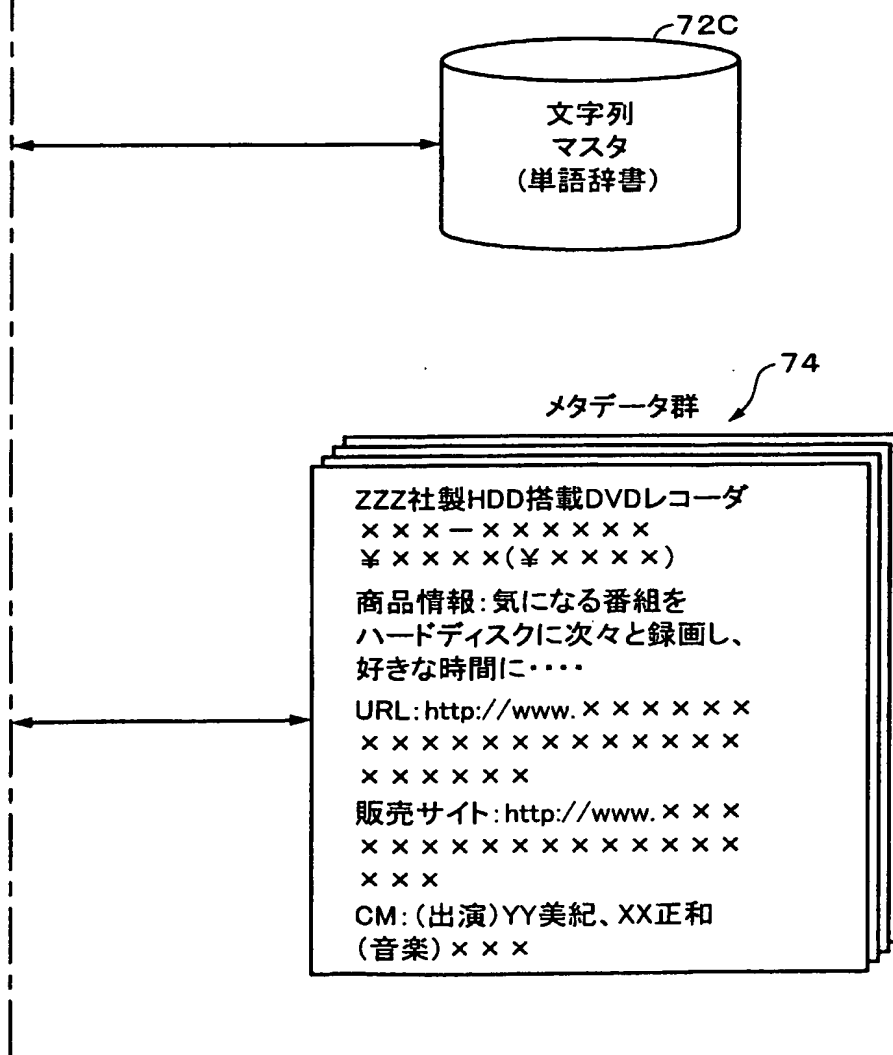 72C
文字列
マスタ
(単語辞書)
74
メタデータ群
ZZZ社製HDD搭載DVDレコーダ
×××－××××××
¥××××(¥××××)
商品情報：気になる番組を
ハードディスクに次々と録画し、
好きな時間に・・・・
URL：http://www.××××××
×××××××××××××
××××××
販売サイト：http://www.×××
×××××××××××××
×××
CM：(出演)YY美紀、XX正和
(音楽)×××